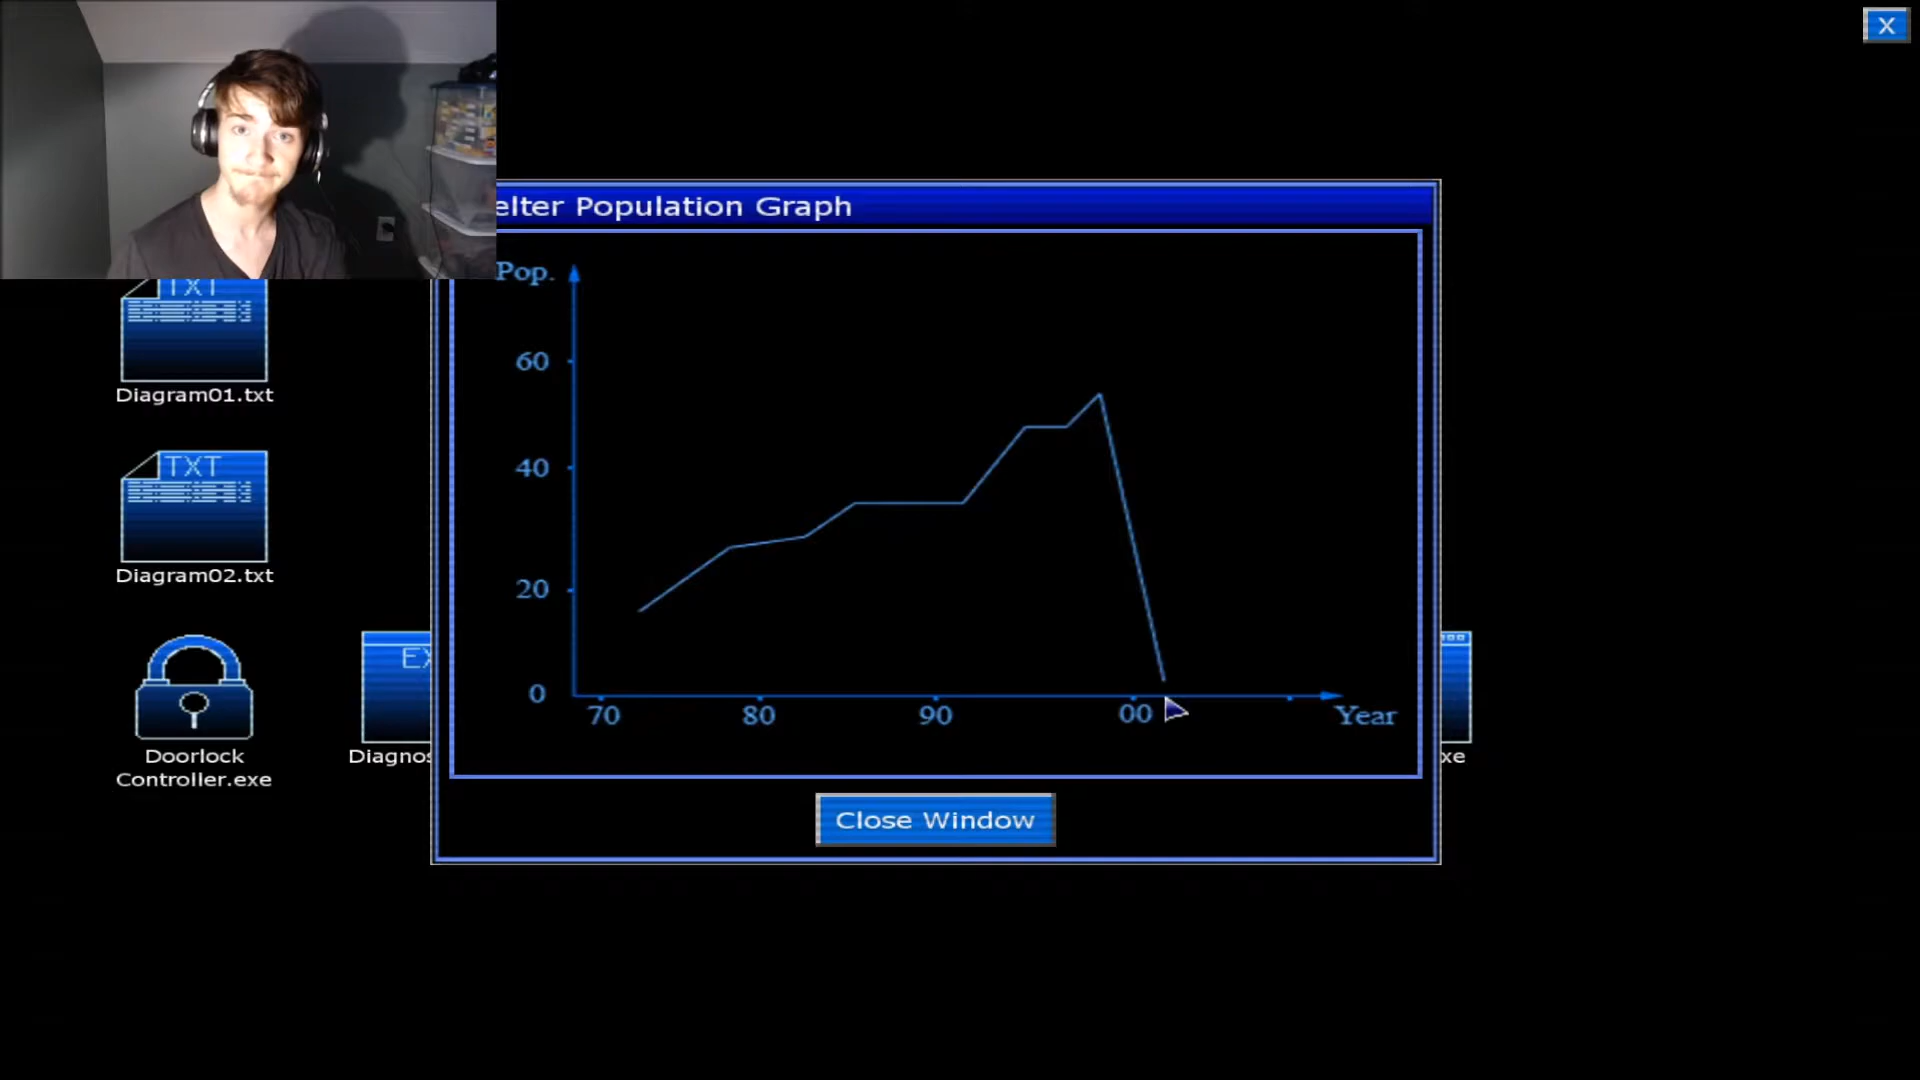 X
elter Population Graph
Pop.
60
40
20
0
70 80 90 00 Year
TXT
Diagram01.txt
TXT
Diagram02.txt
Doorlock
Controller.exe
EX
Diagnos
xe
Close Window